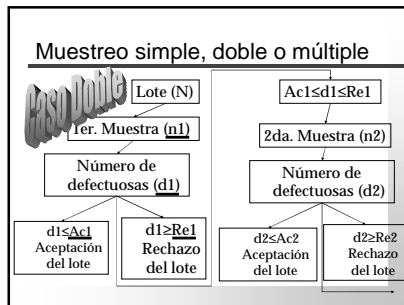 Muestreo simple, doble o múltiple
Caso Doble
Lote (N)
1er. Muestra (n1)
Número de
defectuosas (d1)
d1≤Ac1
Aceptación
del lote
d1≥Re1
Rechazo
del lote
Ac1≤d1≤Re1
2da. Muestra (n2)
Número de
defectuosas (d2)
d2≤Ac2
Aceptación
del lote
d2≥Re2
Rechazo
del lote